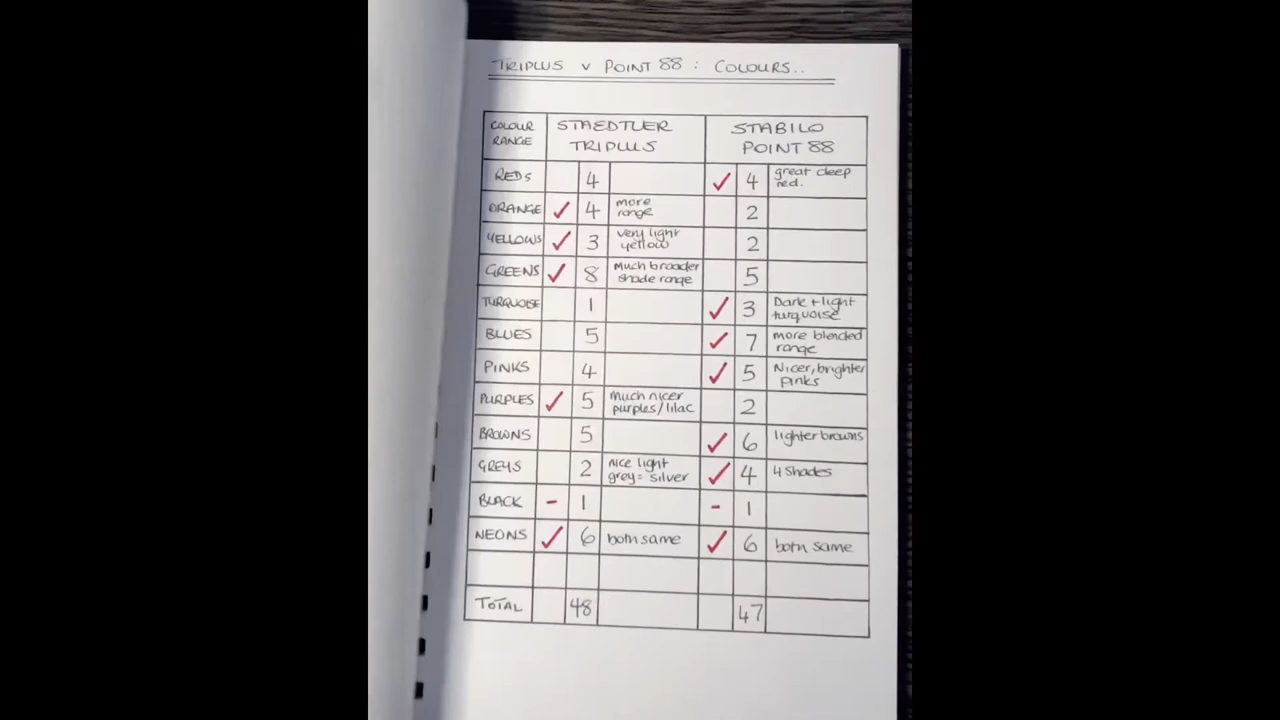 TRIPLUS v POINT 88 : COLOURS..
COLOUR RANGE STAEDTLER TRIPLUS STABILO POINT 88
REDS 4 ✓ 4 great deep red.
ORANGE ✓ 4 more range 2
YELLOWS ✓ 3 very light yellow 2
GREENS ✓ 8 Much broader shade range 5
TURQUOISE 1 ✓ 3 Dark + light turquoise
BLUES 5 ✓ 7 more blended range
PINKS 4 ✓ 5 Nicer, brighter pinks
PURPLES ✓ 5 Much nicer purples/lilac 2
BROWNS 5 ✓ 6 lighter browns
GREYS 2 nice light grey = silver ✓ 4 4 shades
BLACK - 1 - 1
NEONS ✓ 6 both same ✓ 6 both same
TOTAL 48 47